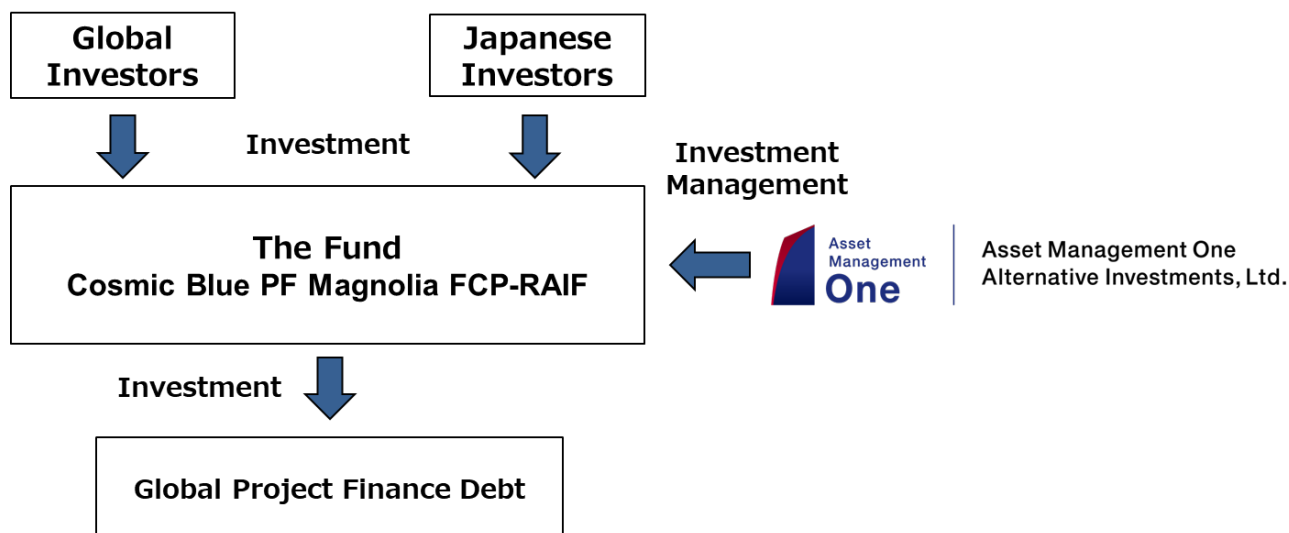 Global
Investors
Japanese
Investors
Investment
Investment
Management
The Fund
Cosmic Blue PF Magnolia FCP-RAIF
Asset
Management
One
Asset Management One
Alternative Investments, Ltd.
Investment
Global Project Finance Debt